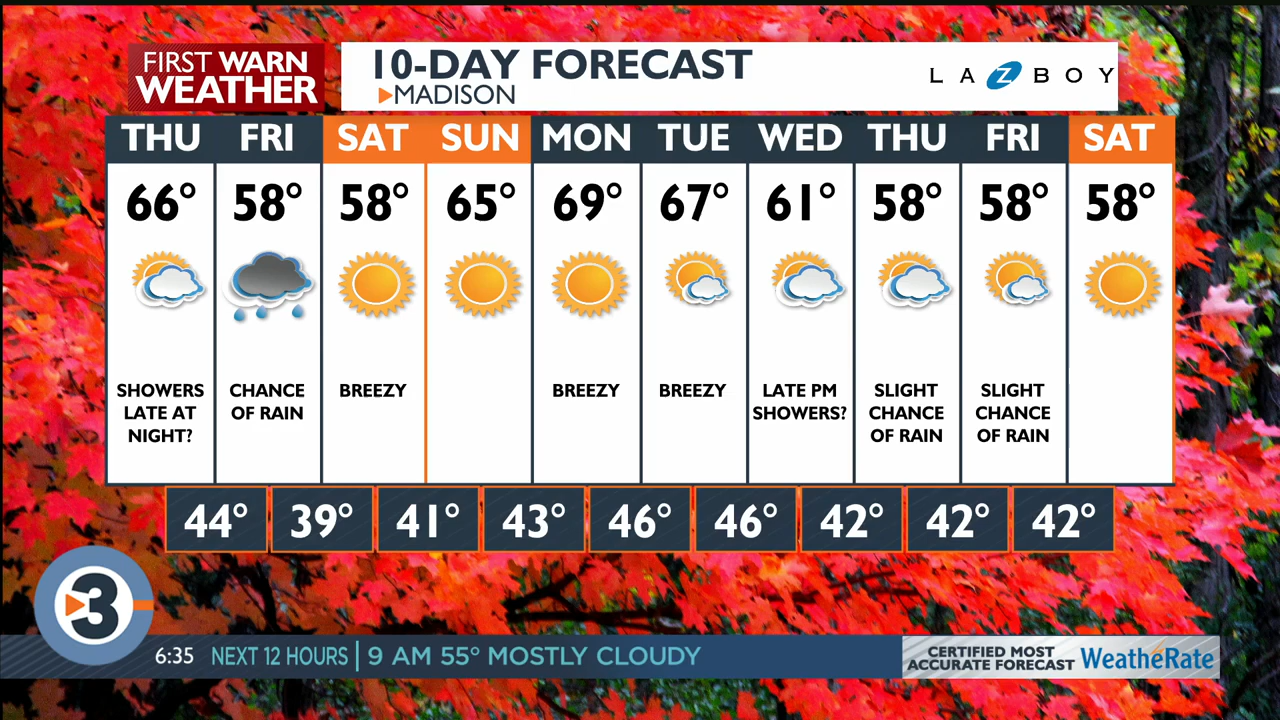 FIRST WARN
WEATHER
10-DAY FORECAST
MADISON
LA Z BOY
THU FRI SAT SUN MON TUE WED THU FRI SAT
66° 58° 58° 65° 69° 67° 61° 58° 58° 58°
SHOWERS
LATE AT
NIGHT?
CHANCE
OF RAIN
BREEZY
BREEZY
BREEZY
LATE PM
SHOWERS?
SLIGHT
CHANCE
OF RAIN
SLIGHT
CHANCE
OF RAIN
44° 39° 41° 43° 46° 46° 42° 42° 42°
3
6:35 NEXT 12 HOURS | 9 AM 55° MOSTLY CLOUDY
CERTIFIED MOST
ACCURATE FORECAST
WeatheRate